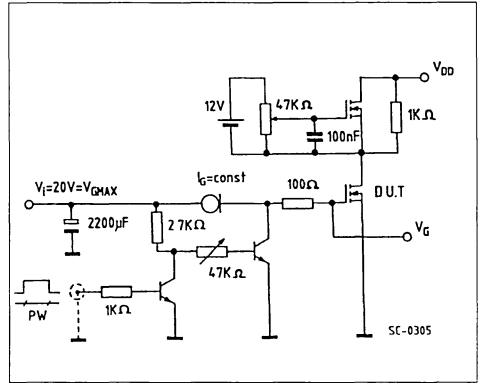 V_DD
12V
47KΩ
1KΩ
100nF
I_G=const
V_I=20V=V_GMAX
100Ω
D.U.T
2200µF
2.7KΩ
V_G
47KΩ
PW
1KΩ
SC-0305